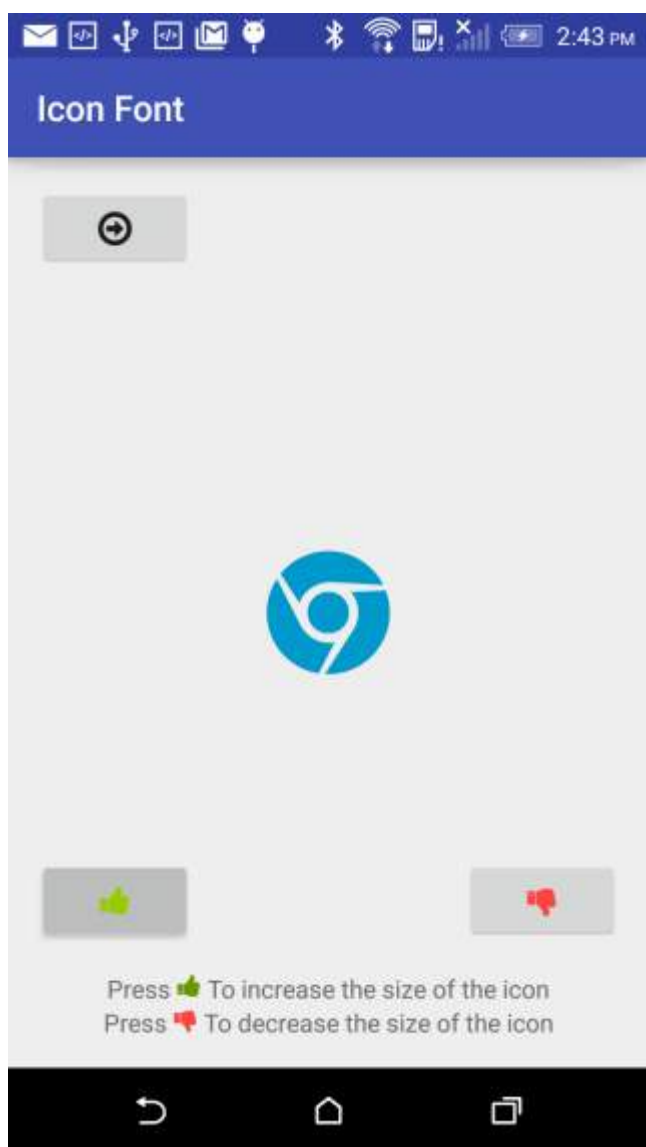 2:43 PM
Icon Font
Press To increase the size of the icon
Press To decrease the size of the icon